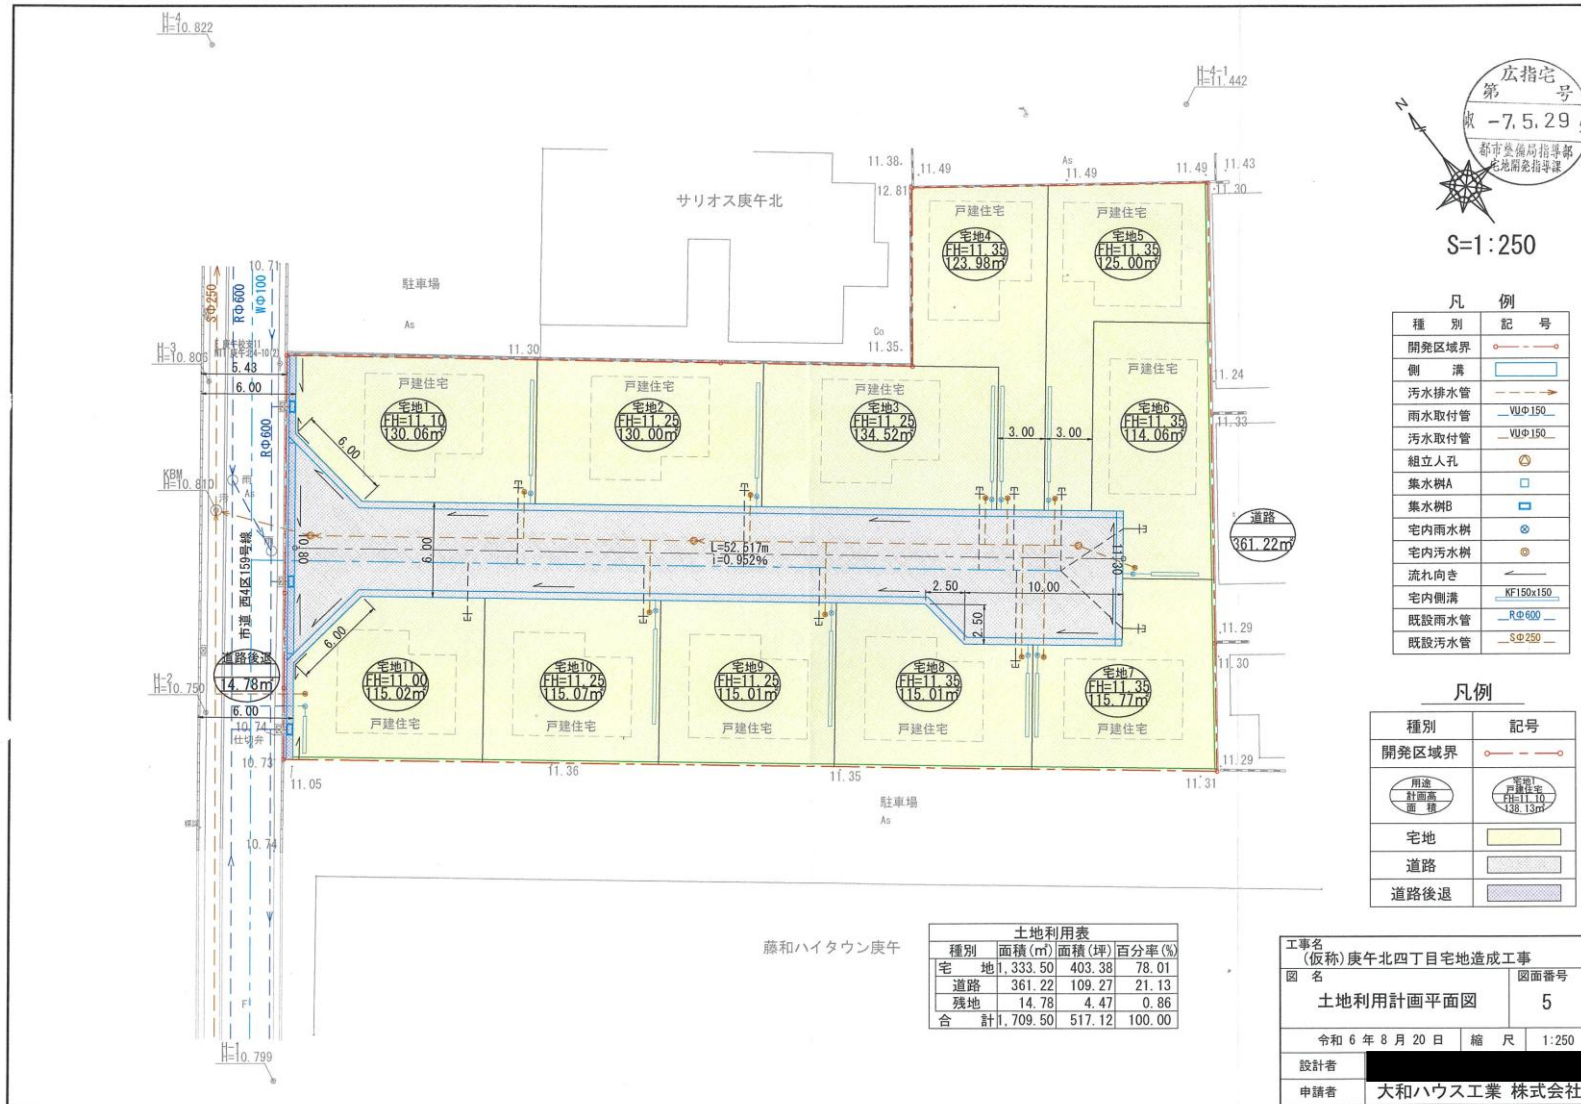 H-4
H=10.822
H-4-1
H=11.442
広指宅
第 号
-7.5.29
都市整備局指導部
宅地開発指導課
N
S=1:250
11.38
11.49
As
11.49
11.49
11.43
12.81
11.30
サリオス庚午北
戸建住宅
宅地4
FH=11.35
123.98㎡
戸建住宅
宅地5
FH=11.35
125.00㎡
10.71
SΦ250
RΦ600
WΦ100
駐車場
As
Co
11.30
11.35
H-3
H=10.806
5.43
6.00
RΦ600
戸建住宅
宅地1
FH=11.10
130.06㎡
戸建住宅
宅地2
FH=11.25
130.00㎡
戸建住宅
宅地3
FH=11.25
134.52㎡
3.00
3.00
戸建住宅
宅地6
FH=11.35
114.06㎡
11.24
11.33
6.00
KBM
H=10.810
雨
As
汚
市道 西4区159号線
10.80
6.00
L=52.517m
i=0.952%
11.30
道路
361.22㎡
2.50
10.00
2.50
6.00
道路後退
14.78㎡
H-2
H=10.750
6.00
10.74
仕切弁
10.73
宅地11
FH=11.00
115.02㎡
戸建住宅
宅地10
FH=11.25
115.07㎡
戸建住宅
宅地9
FH=11.25
115.01㎡
戸建住宅
宅地8
FH=11.35
115.01㎡
戸建住宅
宅地7
FH=11.35
115.77㎡
戸建住宅
11.29
11.30
11.29
11.05
11.36
11.35
11.31
駐車場
As
10.74
藤和ハイタウン庚午
H-1
H=10.799
凡 例
種 別 記 号
開発区域界
側 溝
汚水排水管
雨水取付管 VUΦ150
汚水取付管 VUΦ150
組立人孔
集水桝A
集水桝B
宅内雨水桝
宅内汚水桝
流れ向き
宅内側溝 KF150x150
既設雨水管 RΦ600
既設汚水管 SΦ250
凡例
種別 記号
開発区域界
用途
計画高
面 積
宅地1
戸建住宅
FH=11.10
138.13㎡
宅地
道路
道路後退
土地利用表
種別 面積(㎡) 面積(坪) 百分率(%)
宅 地 1,333.50 403.38 78.01
道路 361.22 109.27 21.13
残地 14.78 4.47 0.86
合 計 1,709.50 517.12 100.00
工事名
(仮称)庚午北四丁目宅地造成工事
図 名 図面番号
土地利用計画平面図 5
令和 6 年 8 月 20 日 縮 尺 1:250
設計者
申請者 大和ハウス工業 株式会社